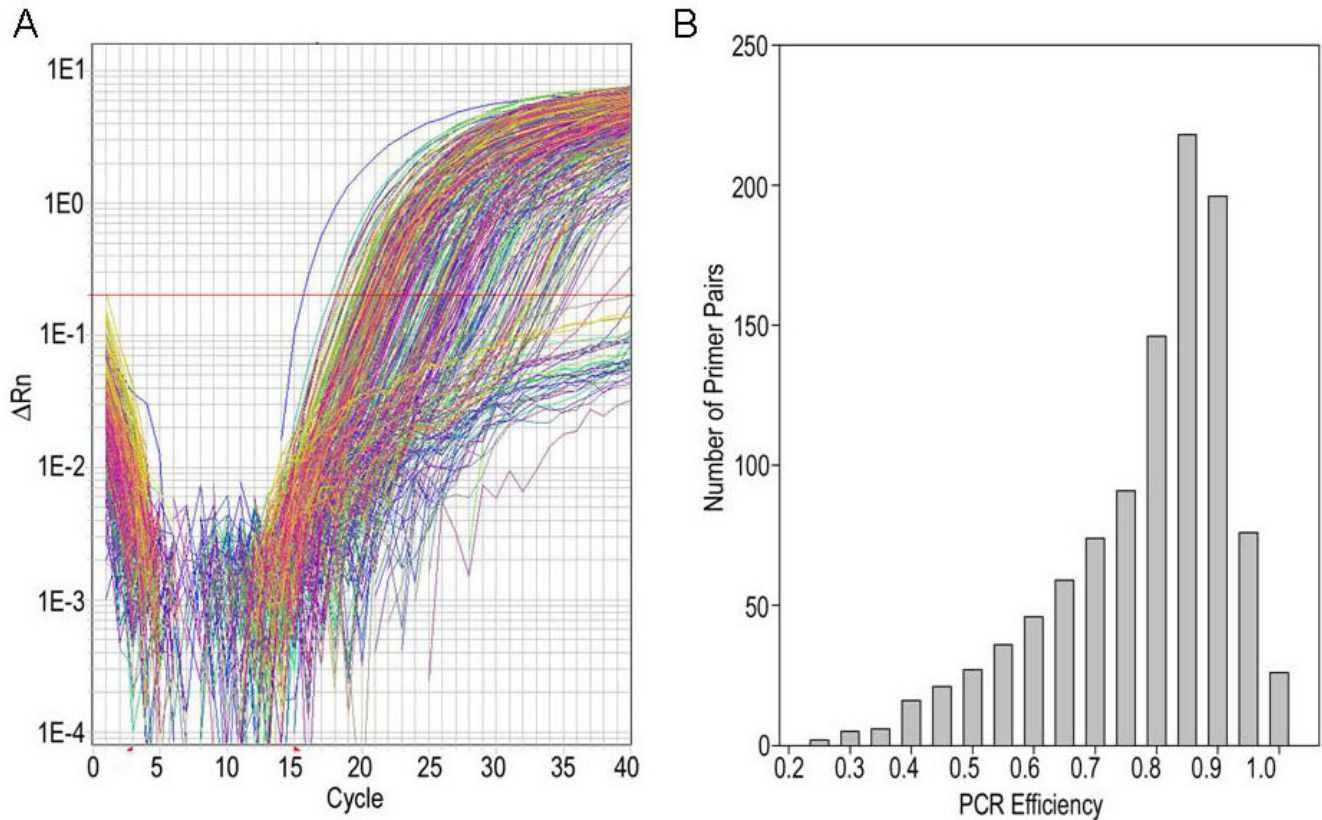 A
1E1
1E0
1E-1
1E-2
1E-3
1E-4
ΔRn
0 5 10 15 20 25 30 35 40
Cycle
B
250
200
150
100
50
0
Number of Primer Pairs
0.2 0.3 0.4 0.5 0.6 0.7 0.8 0.9 1.0
PCR Efficiency